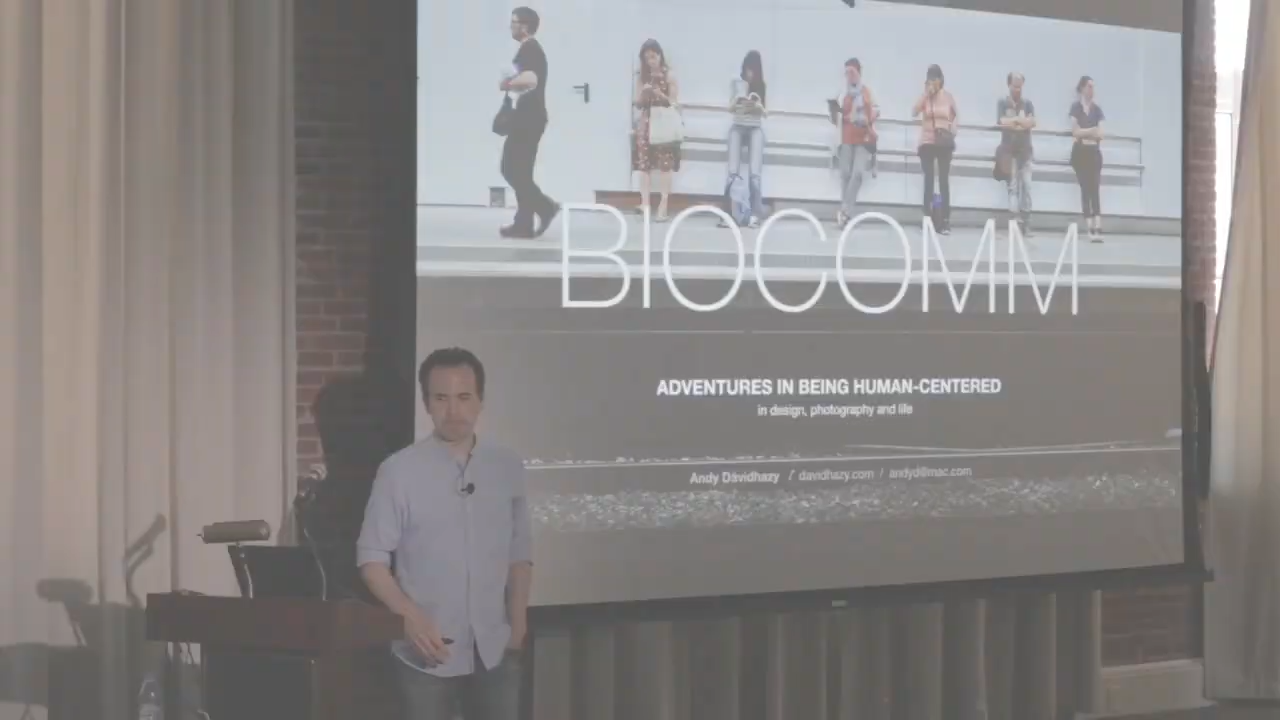 BIOCOMM
ADVENTURES IN BEING HUMAN-CENTERED
in design, photography and life
Andy Davidhazy / davidhazy.com / andyd@mac.com